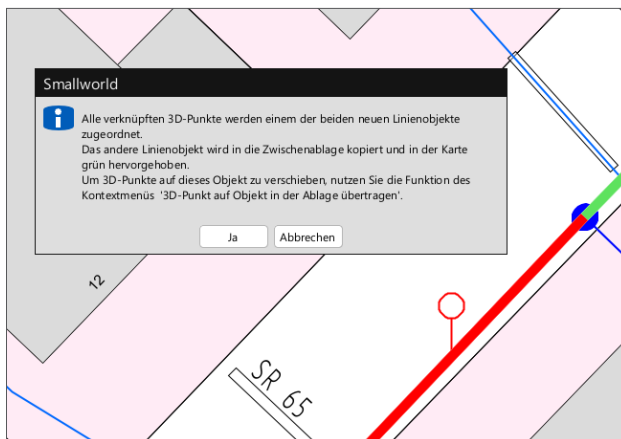 Smallworld
Alle verknüpften 3D-Punkte werden einem der beiden neuen Linienobjekte
zugeordnet.
Das andere Linienobjekt wird in die Zwischenablage kopiert und in der Karte
grün hervorgehoben.
Um 3D-Punkte auf dieses Objekt zu verschieben, nutzen Sie die Funktion des
Kontextmenüs '3D-Punkt auf Objekt in der Ablage übertragen'.
Ja
Abbrechen
12
SR 65